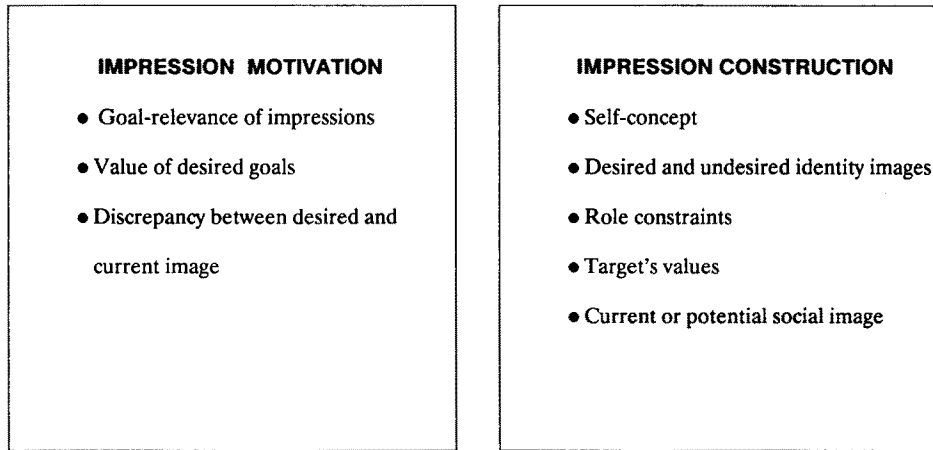 IMPRESSION MOTIVATION
● Goal-relevance of impressions
● Value of desired goals
● Discrepancy between desired and
current image
IMPRESSION CONSTRUCTION
● Self-concept
● Desired and undesired identity images
● Role constraints
● Target's values
● Current or potential social image